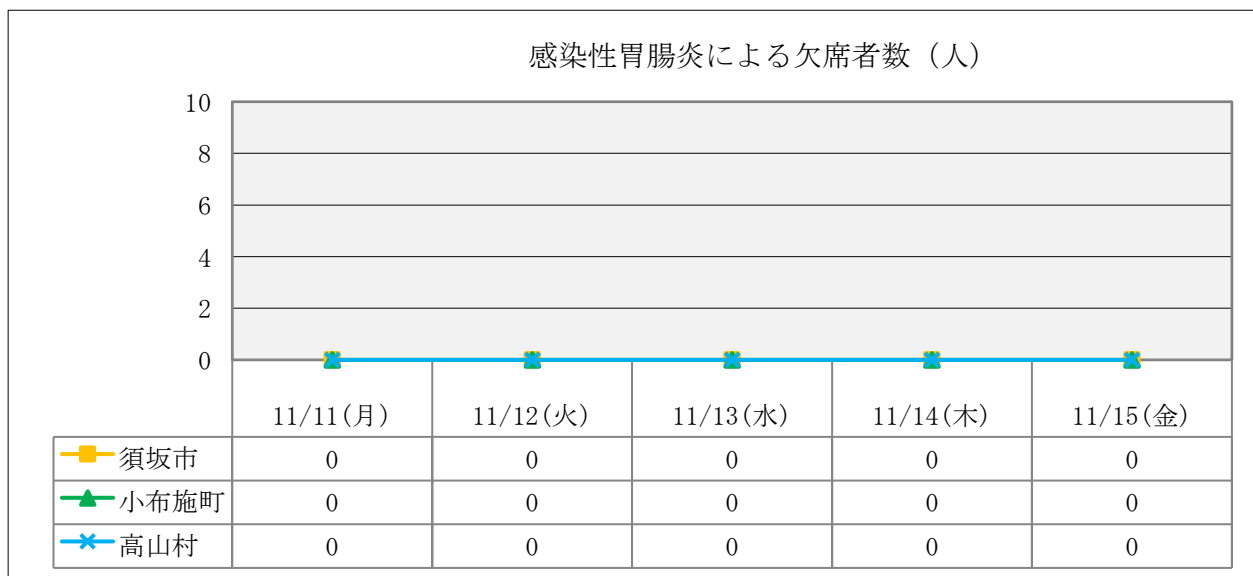 感染性胃腸炎による欠席者数（人）
10
8
6
4
2
0
11/11(月) 11/12(火) 11/13(水) 11/14(木) 11/15(金)
須坂市 0 0 0 0 0
小布施町 0 0 0 0 0
高山村 0 0 0 0 0